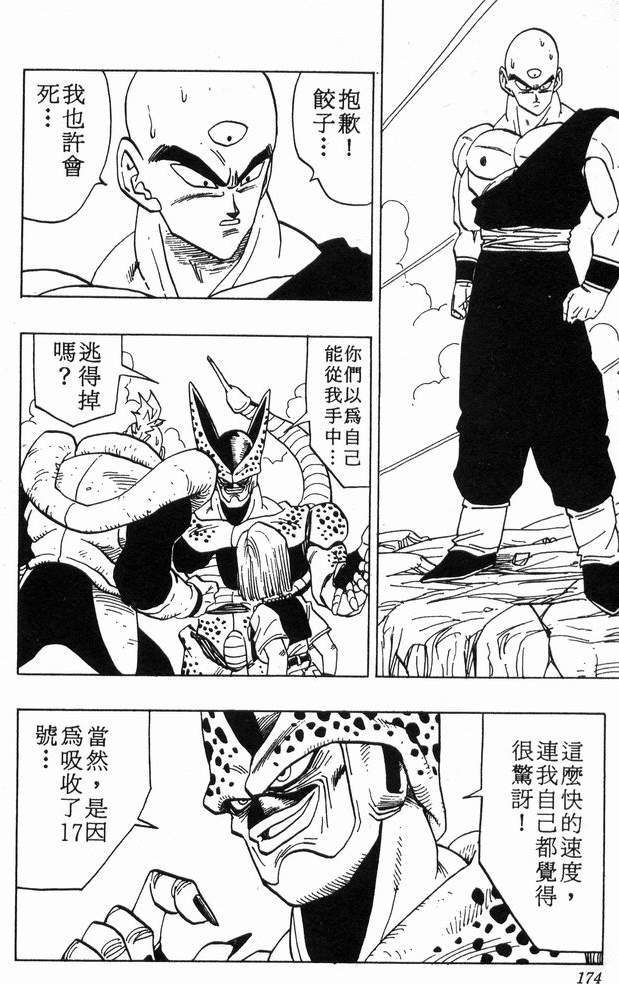 抱歉！
餃子…
我也許會
死…
你們以為自己
能從我手中…
逃得掉
嗎？
這麼快的速度，
連我自己都覺得
很驚訝！
當然，是因
為吸收了17
號…
174